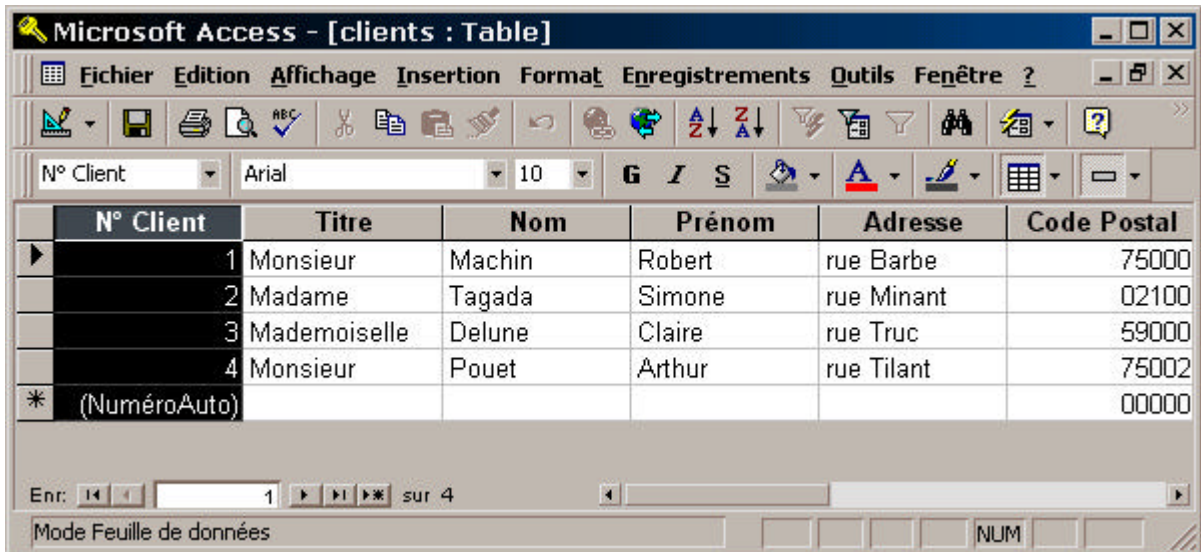 Microsoft Access - [clients : Table]
Fichier Edition Affichage Insertion Format Enregistrements Outils Fenêtre ?
ABC A Z Z A
N° Client Arial 10 G I S A
N° Client Titre Nom Prénom Adresse Code Postal
1 Monsieur Machin Robert rue Barbe 75000
2 Madame Tagada Simone rue Minant 02100
3 Mademoiselle Delune Claire rue Truc 59000
4 Monsieur Pouet Arthur rue Tilant 75002
(NuméroAuto) 00000
Enr: 1 sur 4
Mode Feuille de données NUM